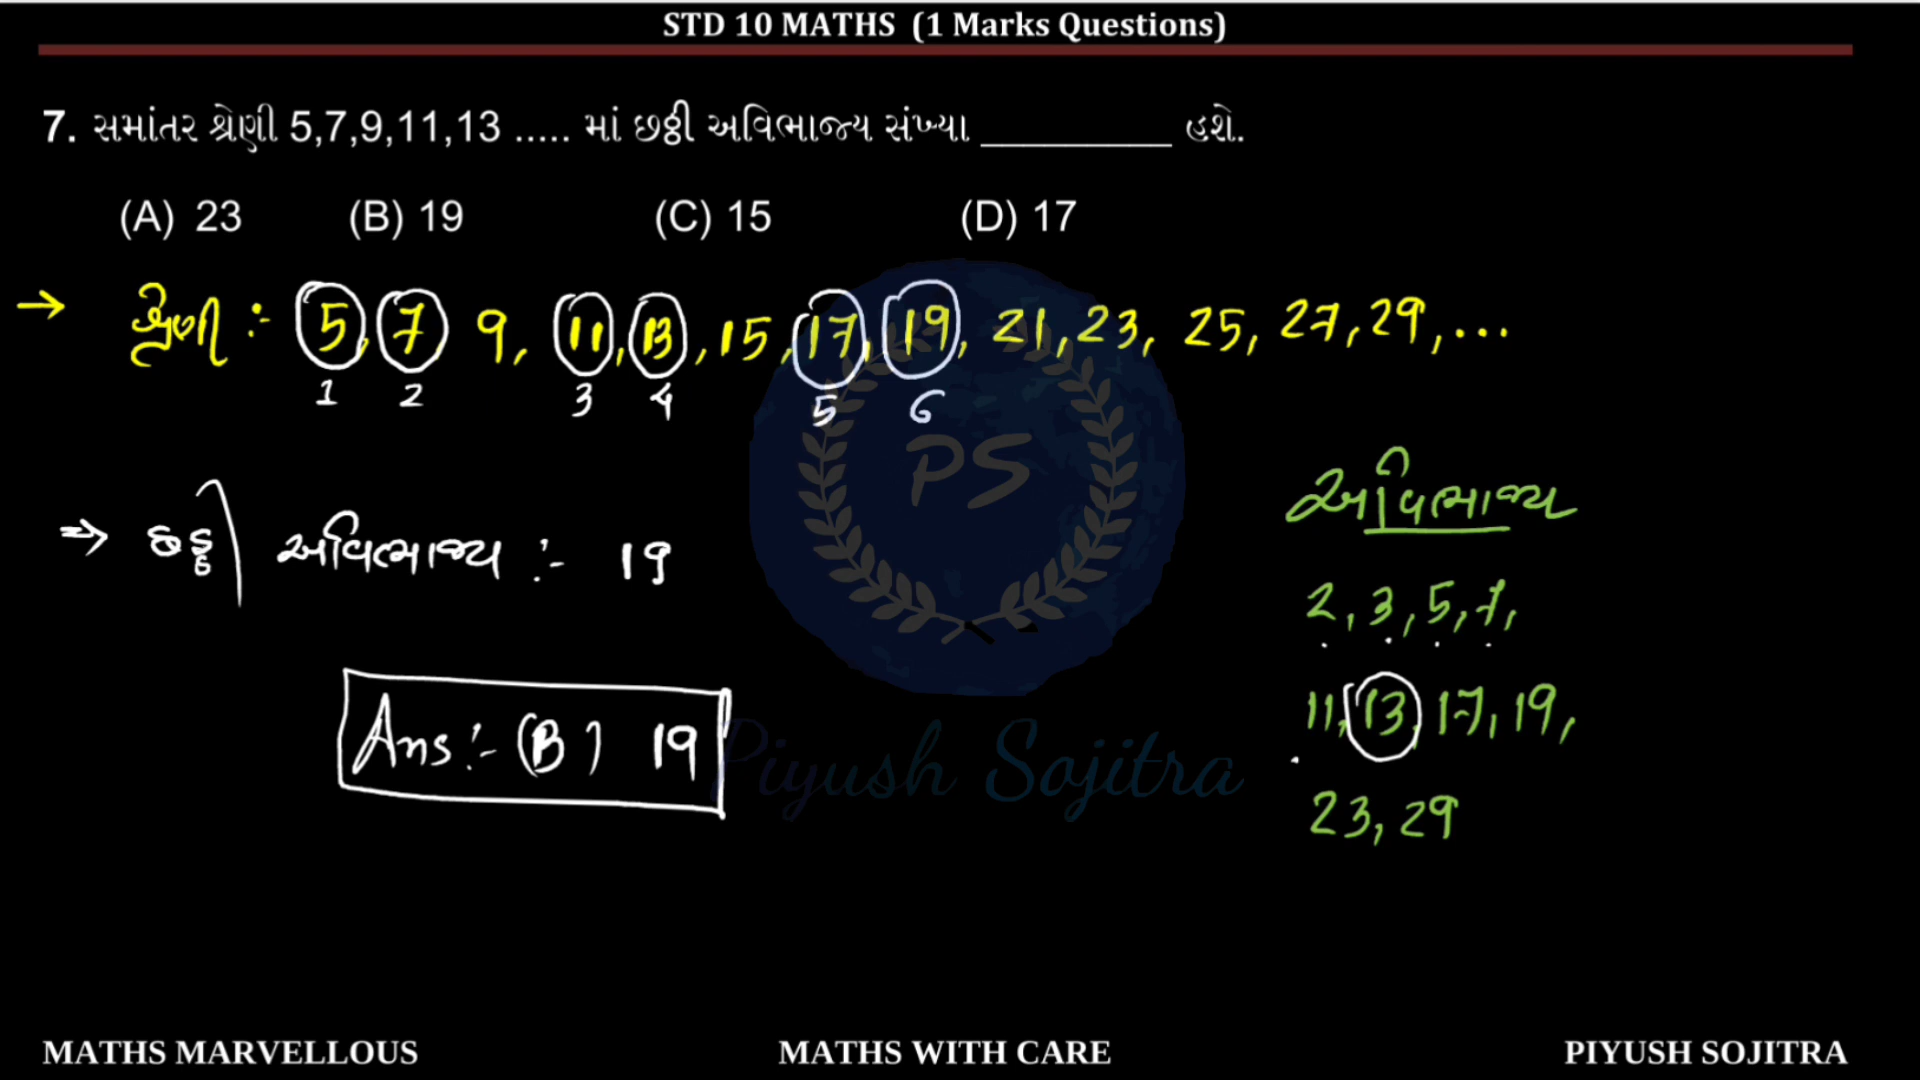 STD 10 MATHS (1 Marks Questions)
7. સમાંતર શ્રેણી 5,7,9,11,13 ..... માં છઠ્ઠી અવિભાજ્ય સંખ્યા _________ હશે.
(A) 23 (B) 19 (C) 15 (D) 17
→ શ્રેણી :- 5, 7, 9, 11, 13, 15, 17, 19, 21, 23, 25, 27, 29, ...
1 2 3 4 5 6
PS
અવિભાજ્ય
⇒ છઠ્ઠી અવિભાજ્ય :- 19
2, 3, 5, 7,
11, 13, 17, 19,
Ans :- (B) 19
Piyush Sojitra
23, 29
MATHS MARVELLOUS MATHS WITH CARE PIYUSH SOJITRA